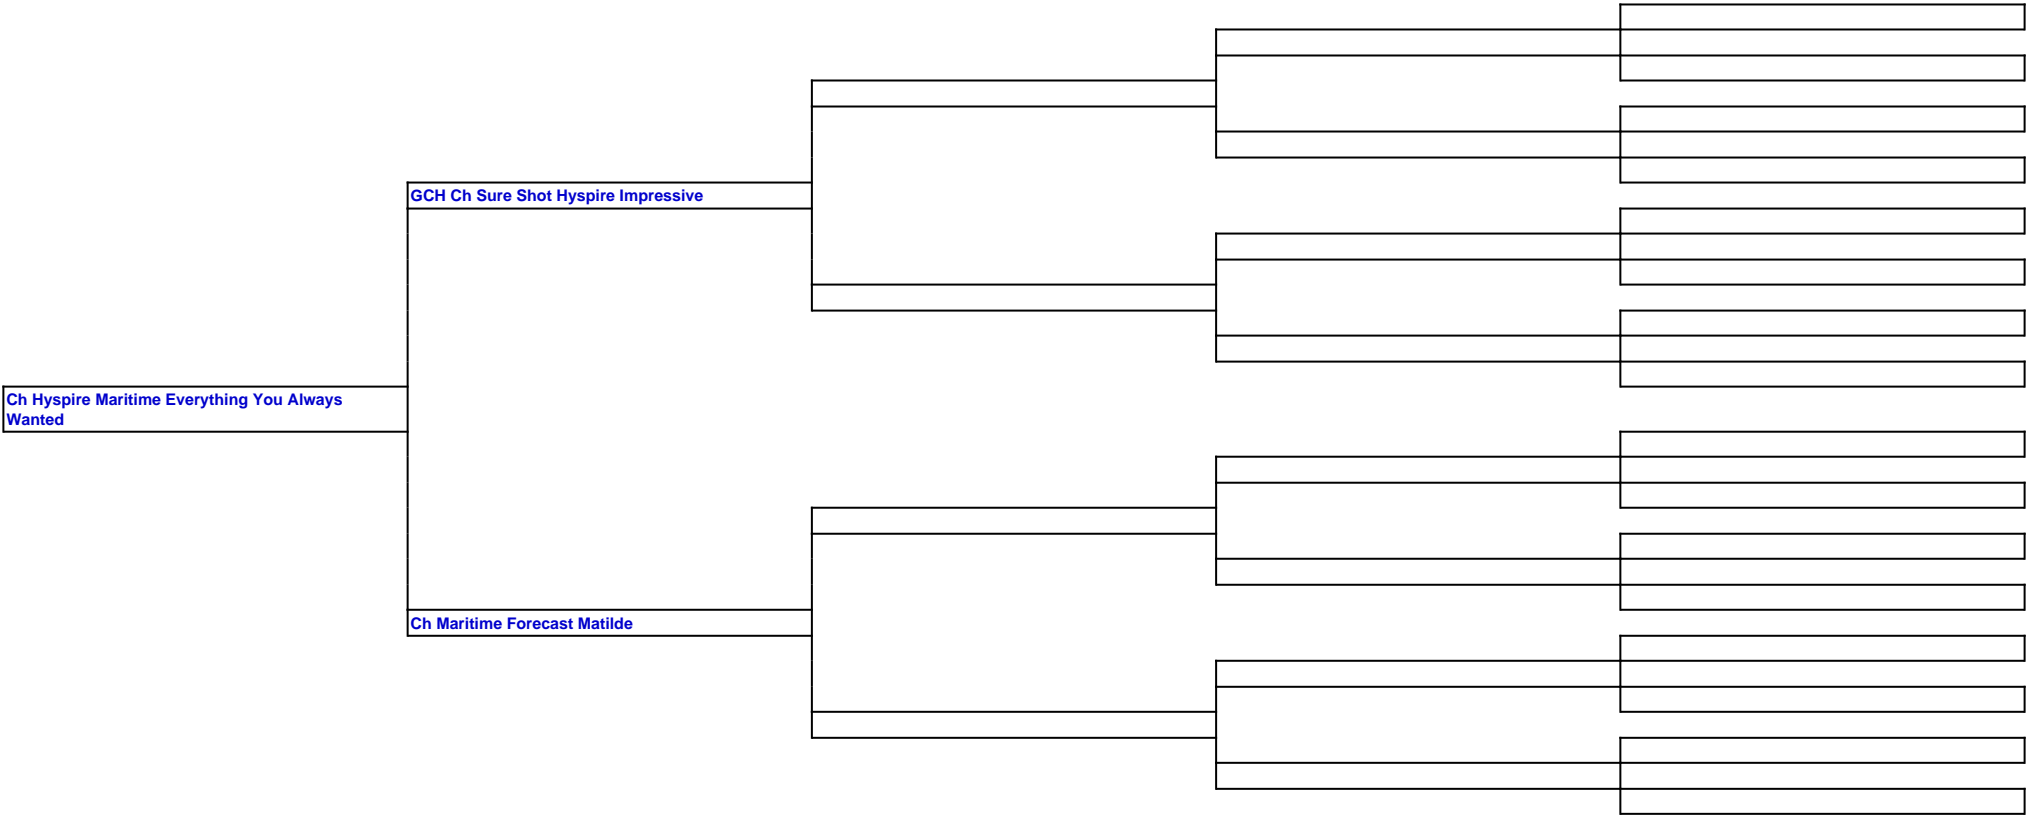 GCH Ch Sure Shot Hyspire Impressive
Ch Hyspire Maritime Everything You Always
Wanted
Ch Maritime Forecast Matilde